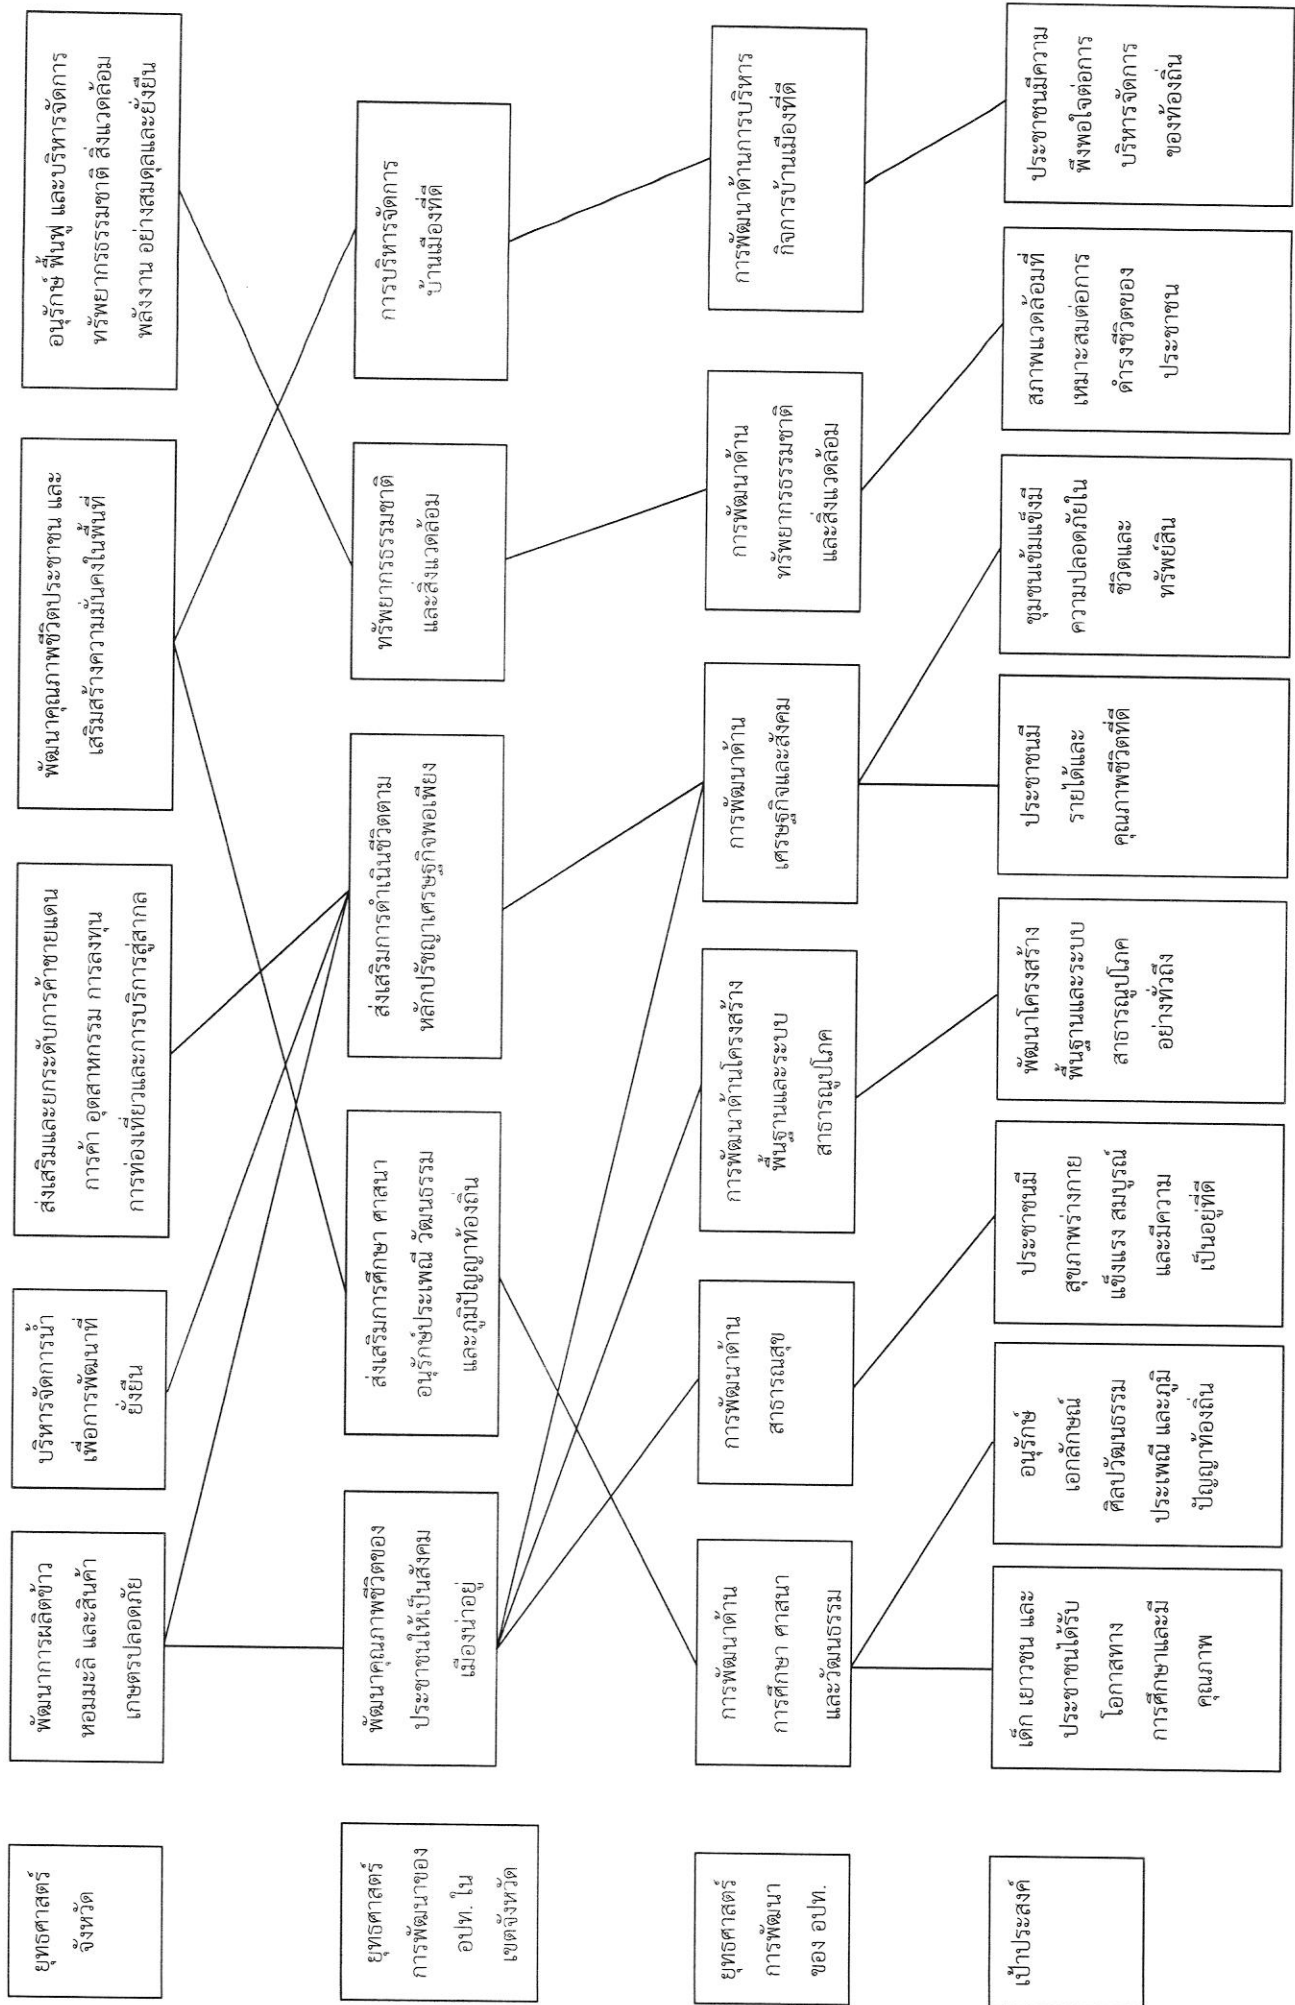 ยุทธศาสตร์
จังหวัด
พัฒนาการผลิตข้าว
หอมมะลิ และสินค้า
เกษตรปลอดภัย
บริหารจัดการน้ำ
เพื่อการพัฒนาที่
ยั่งยืน
ส่งเสริมและยกระดับการค้าชายแดน
การค้า อุตสาหกรรม การลงทุน
การท่องเที่ยวและการบริการสู่สากล
พัฒนาคุณภาพชีวิตประชาชน และ
เสริมสร้างความมั่นคงในพื้นที่
อนุรักษ์ ฟื้นฟู และบริหารจัดการ
ทรัพยากรธรรมชาติ สิ่งแวดล้อม
พลังงาน อย่างสมดุลและยั่งยืน
ยุทธศาสตร์
การพัฒนาของ
อปท. ใน
เขตจังหวัด
พัฒนาคุณภาพชีวิตของ
ประชาชนให้เป็นสังคม
เมืองน่าอยู่
ส่งเสริมการศึกษา ศาสนา
อนุรักษ์ประเพณี วัฒนธรรม
และภูมิปัญญาท้องถิ่น
ส่งเสริมการดำเนินชีวิตตาม
หลักปรัชญาเศรษฐกิจพอเพียง
ทรัพยากรธรรมชาติ
และสิ่งแวดล้อม
การบริหารจัดการ
บ้านเมืองที่ดี
ยุทธศาสตร์
การพัฒนา
ของ อปท.
การพัฒนาด้าน
การศึกษา ศาสนา
และวัฒนธรรม
การพัฒนาด้าน
สาธารณสุข
การพัฒนาด้านโครงสร้าง
พื้นฐานและระบบ
สาธารณูปโภค
การพัฒนาด้าน
เศรษฐกิจและสังคม
การพัฒนาด้าน
ทรัพยากรธรรมชาติ
และสิ่งแวดล้อม
การพัฒนาด้านการบริหาร
กิจการบ้านเมืองที่ดี
เป้าประสงค์
เด็ก เยาวชน และ
ประชาชนได้รับ
โอกาสทาง
การศึกษาและมี
คุณภาพ
อนุรักษ์
เอกลักษณ์
ศิลปวัฒนธรรม
ประเพณี และภูมิ
ปัญญาท้องถิ่น
ประชาชนมี
สุขภาพร่างกาย
แข็งแรง สมบูรณ์
และมีความ
เป็นอยู่ที่ดี
พัฒนาโครงสร้าง
พื้นฐานและระบบ
สาธารณูปโภค
อย่างทั่วถึง
ประชาชนมี
รายได้และ
คุณภาพชีวิตที่ดี
ชุมชนเข้มแข็งมี
ความปลอดภัยใน
ชีวิตและ
ทรัพย์สิน
สภาพแวดล้อมที่
เหมาะสมต่อการ
ดำรงชีวิตของ
ประชาชน
ประชาชนมีความ
พึงพอใจต่อการ
บริหารจัดการ
ของท้องถิ่น